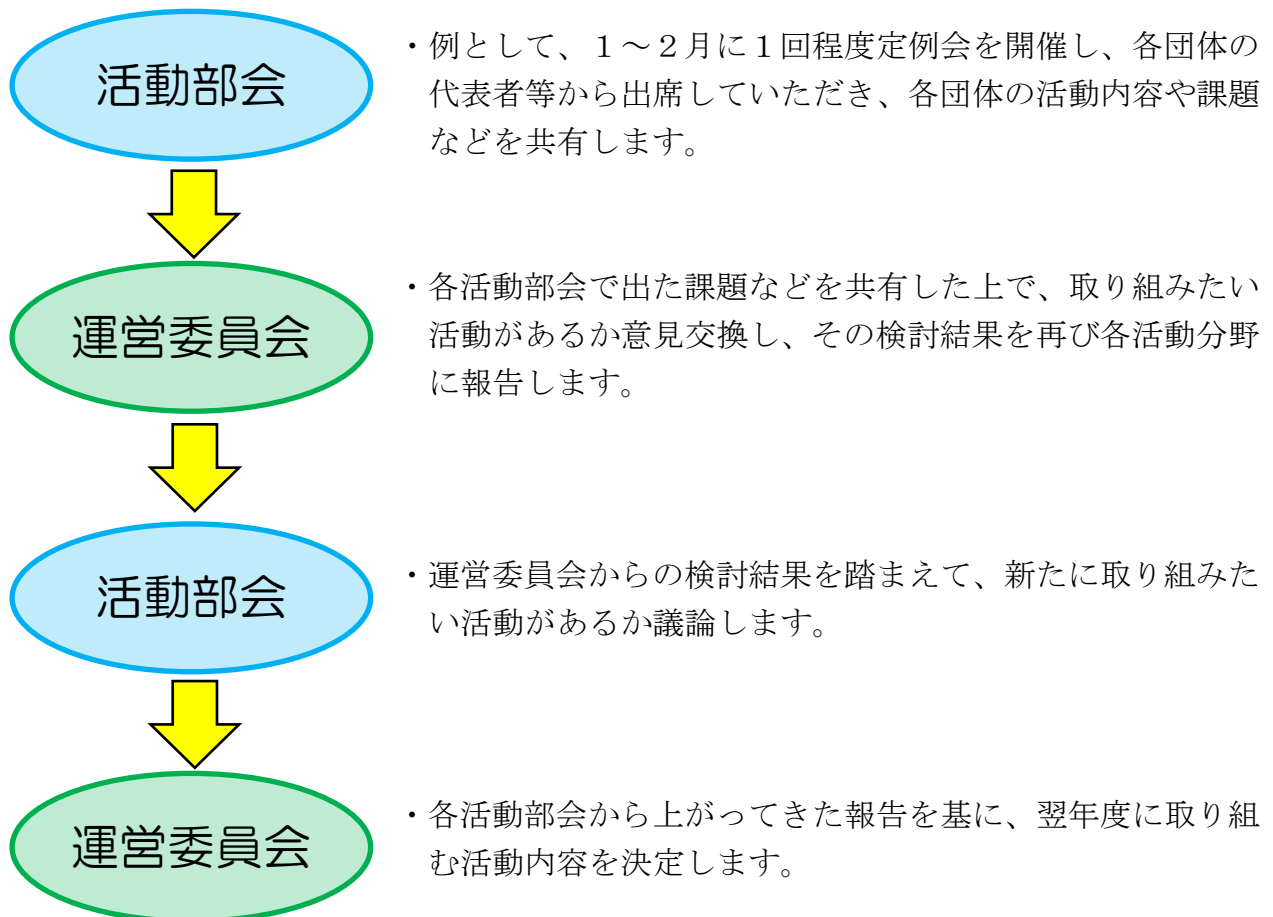 活動部会
・例として、１～２月に１回程度定例会を開催し、各団体の
代表者等から出席していただき、各団体の活動内容や課題
などを共有します。
運営委員会
・各活動部会で出た課題などを共有した上で、取り組みたい
活動があるか意見交換し、その検討結果を再び各活動分野
に報告します。
活動部会
・運営委員会からの検討結果を踏まえて、新たに取り組みた
い活動があるか議論します。
運営委員会
・各活動部会から上がってきた報告を基に、翌年度に取り組
む活動内容を決定します。